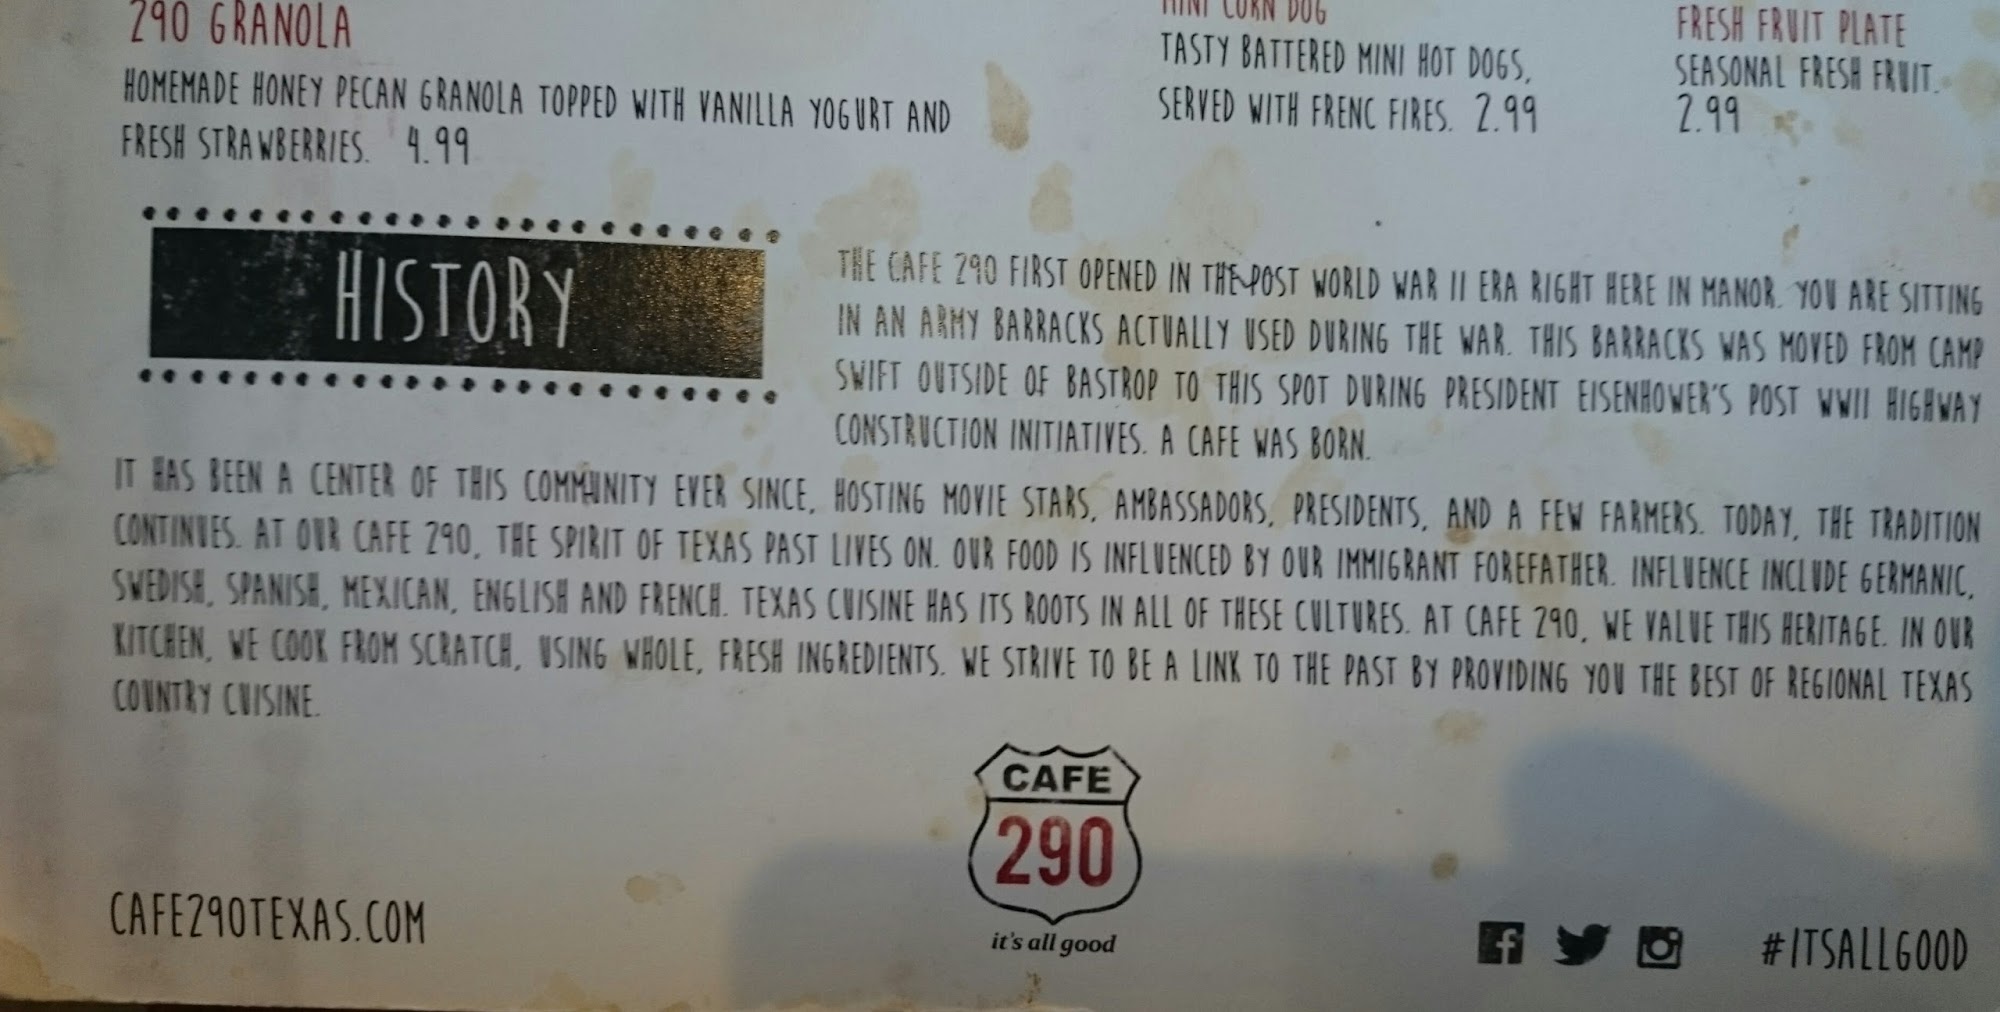 290 GRANOLA
HOMEMADE HONEY PECAN GRANOLA TOPPED WITH VANILLA YOGURT AND
FRESH STRAWBERRIES. 4.99
MINI CORN DOG
TASTY BATTERED MINI HOT DOGS,
SERVED WITH FRENC FIRES. 2.99
FRESH FRUIT PLATE
SEASONAL FRESH FRUIT.
2.99
HISTORY
THE CAFE 290 FIRST OPENED IN THE POST WORLD WAR II ERA RIGHT HERE IN MANOR. YOU ARE SITTING
IN AN ARMY BARRACKS ACTUALLY USED DURING THE WAR. THIS BARRACKS WAS MOVED FROM CAMP
SWIFT OUTSIDE OF BASTROP TO THIS SPOT DURING PRESIDENT EISENHOWER'S POST WWII HIGHWAY
CONSTRUCTION INITIATIVES. A CAFE WAS BORN.
IT HAS BEEN A CENTER OF THIS COMMUNITY EVER SINCE, HOSTING MOVIE STARS, AMBASSADORS, PRESIDENTS, AND A FEW FARMERS. TODAY, THE TRADITION
CONTINUES. AT OUR CAFE 290, THE SPIRIT OF TEXAS PAST LIVES ON. OUR FOOD IS INFLUENCED BY OUR IMMIGRANT FOREFATHER. INFLUENCE INCLUDE GERMANIC,
SWEDISH, SPANISH, MEXICAN, ENGLISH AND FRENCH. TEXAS CUISINE HAS ITS ROOTS IN ALL OF THESE CULTURES. AT CAFE 290, WE VALUE THIS HERITAGE. IN OUR
KITCHEN, WE COOK FROM SCRATCH, USING WHOLE, FRESH INGREDIENTS. WE STRIVE TO BE A LINK TO THE PAST BY PROVIDING YOU THE BEST OF REGIONAL TEXAS
COUNTRY CUISINE.
CAFE
290
it's all good
CAFE290TEXAS.COM
#ITSALLGOOD